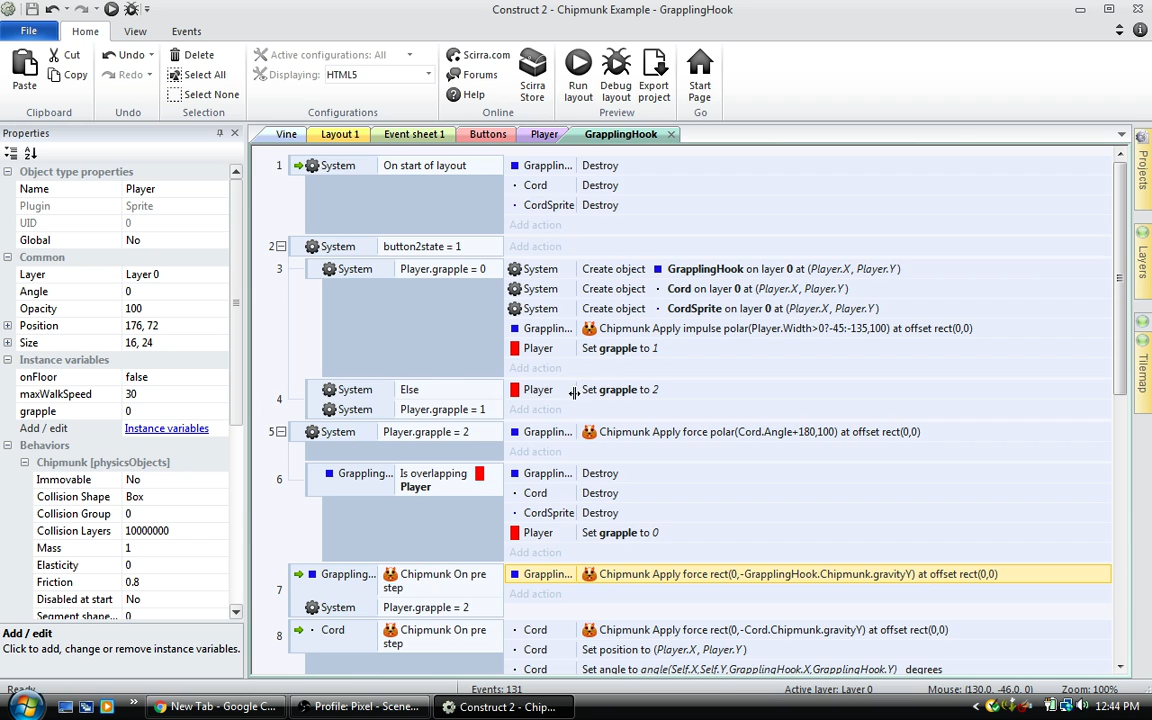 Construct 2 - Chipmunk Example - GrapplingHook
File Home View Events
Paste Cut Copy
Clipboard
Undo Redo
Undo
Delete Select All Select None
Selection
Active configurations: All
Displaying: HTML5
Configurations
Scirra.com Forums Help
Scirra Store
Online
Run layout Debug layout Export project
Preview
Start Page
Go
Properties
Object type properties
Name Player
Plugin Sprite
UID 0
Global No
Common
Layer Layer 0
Angle 0
Opacity 100
Position 176, 72
Size 16, 24
Instance variables
onFloor false
maxWalkSpeed 30
grapple 0
Add / edit Instance variables
Behaviors
Chipmunk [physicsObjects]
Immovable No
Collision Shape Box
Collision Group 0
Collision Layers 10000000
Mass 1
Elasticity 0
Friction 0.8
Disabled at start No
Segment shape... 0
Add / edit
Click to add, change or remove instance variables.
Vine Layout 1 Event sheet 1 Buttons Player GrapplingHook
1 System On start of layout Grapplin... Destroy
Cord Destroy
CordSprite Destroy
Add action
2 System button2state = 1 Add action
3 System Player.grapple = 0 System Create object GrapplingHook on layer 0 at (Player.X, Player.Y)
System Create object Cord on layer 0 at (Player.X, Player.Y)
System Create object CordSprite on layer 0 at (Player.X, Player.Y)
Grapplin... Chipmunk Apply impulse polar(Player.Width>0?-45:-135,100) at offset rect(0,0)
Player Set grapple to 1
Add action
4 System Else Player Set grapple to 2
System Player.grapple = 1 Add action
5 System Player.grapple = 2 Grapplin... Chipmunk Apply force polar(Cord.Angle+180,100) at offset rect(0,0)
Add action
6 Grappling... Is overlapping Player Grapplin... Destroy
Cord Destroy
CordSprite Destroy
Player Set grapple to 0
Add action
7 Grappling... Chipmunk On pre step Grapplin... Chipmunk Apply force rect(0,-GrapplingHook.Chipmunk.gravityY) at offset rect(0,0)
Add action
System Player.grapple = 2
8 Cord Chipmunk On pre step Cord Chipmunk Apply force rect(0,-Cord.Chipmunk.gravityY) at offset rect(0,0)
Cord Set position to (Player.X, Player.Y)
Cord Set angle to angle(Self.X,Self.Y,GrapplingHook.X,GrapplingHook.Y) degrees
Projects
Layers
Tilemap
Ready Events: 131 Active layer: Layer 0 Mouse: (130.0, -46.0, 0) Zoom: 100%
New Tab - Google C... Profile: Pixel - Scene... Construct 2 - Chip... 12:44 PM